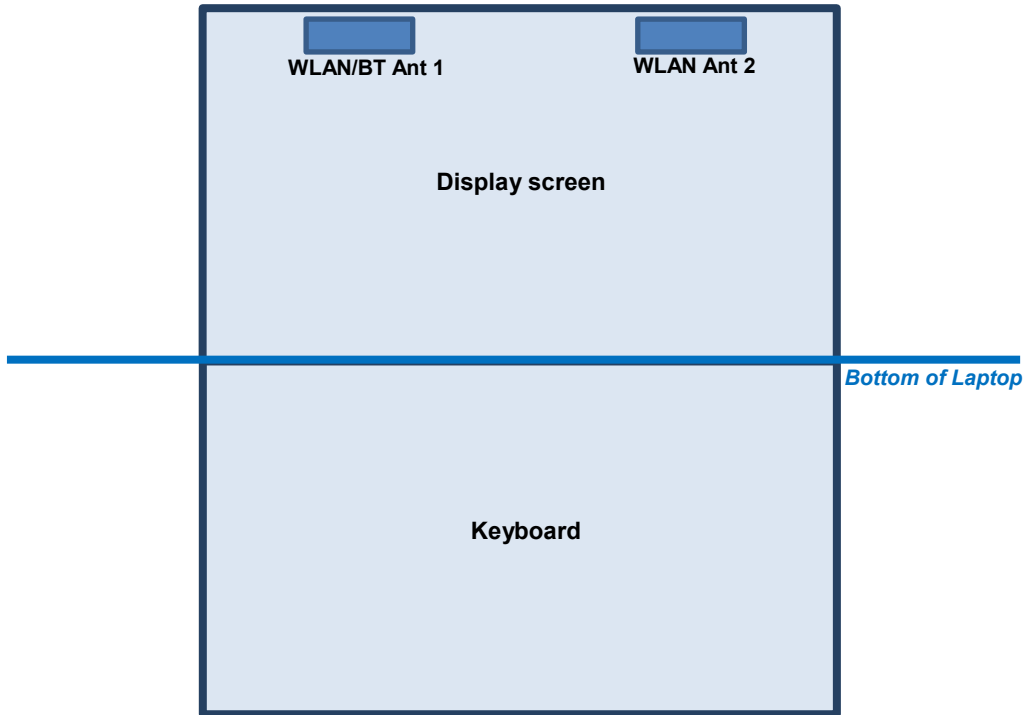 WLAN/BT Ant 1
WLAN Ant 2
Display screen
Bottom of Laptop
Keyboard